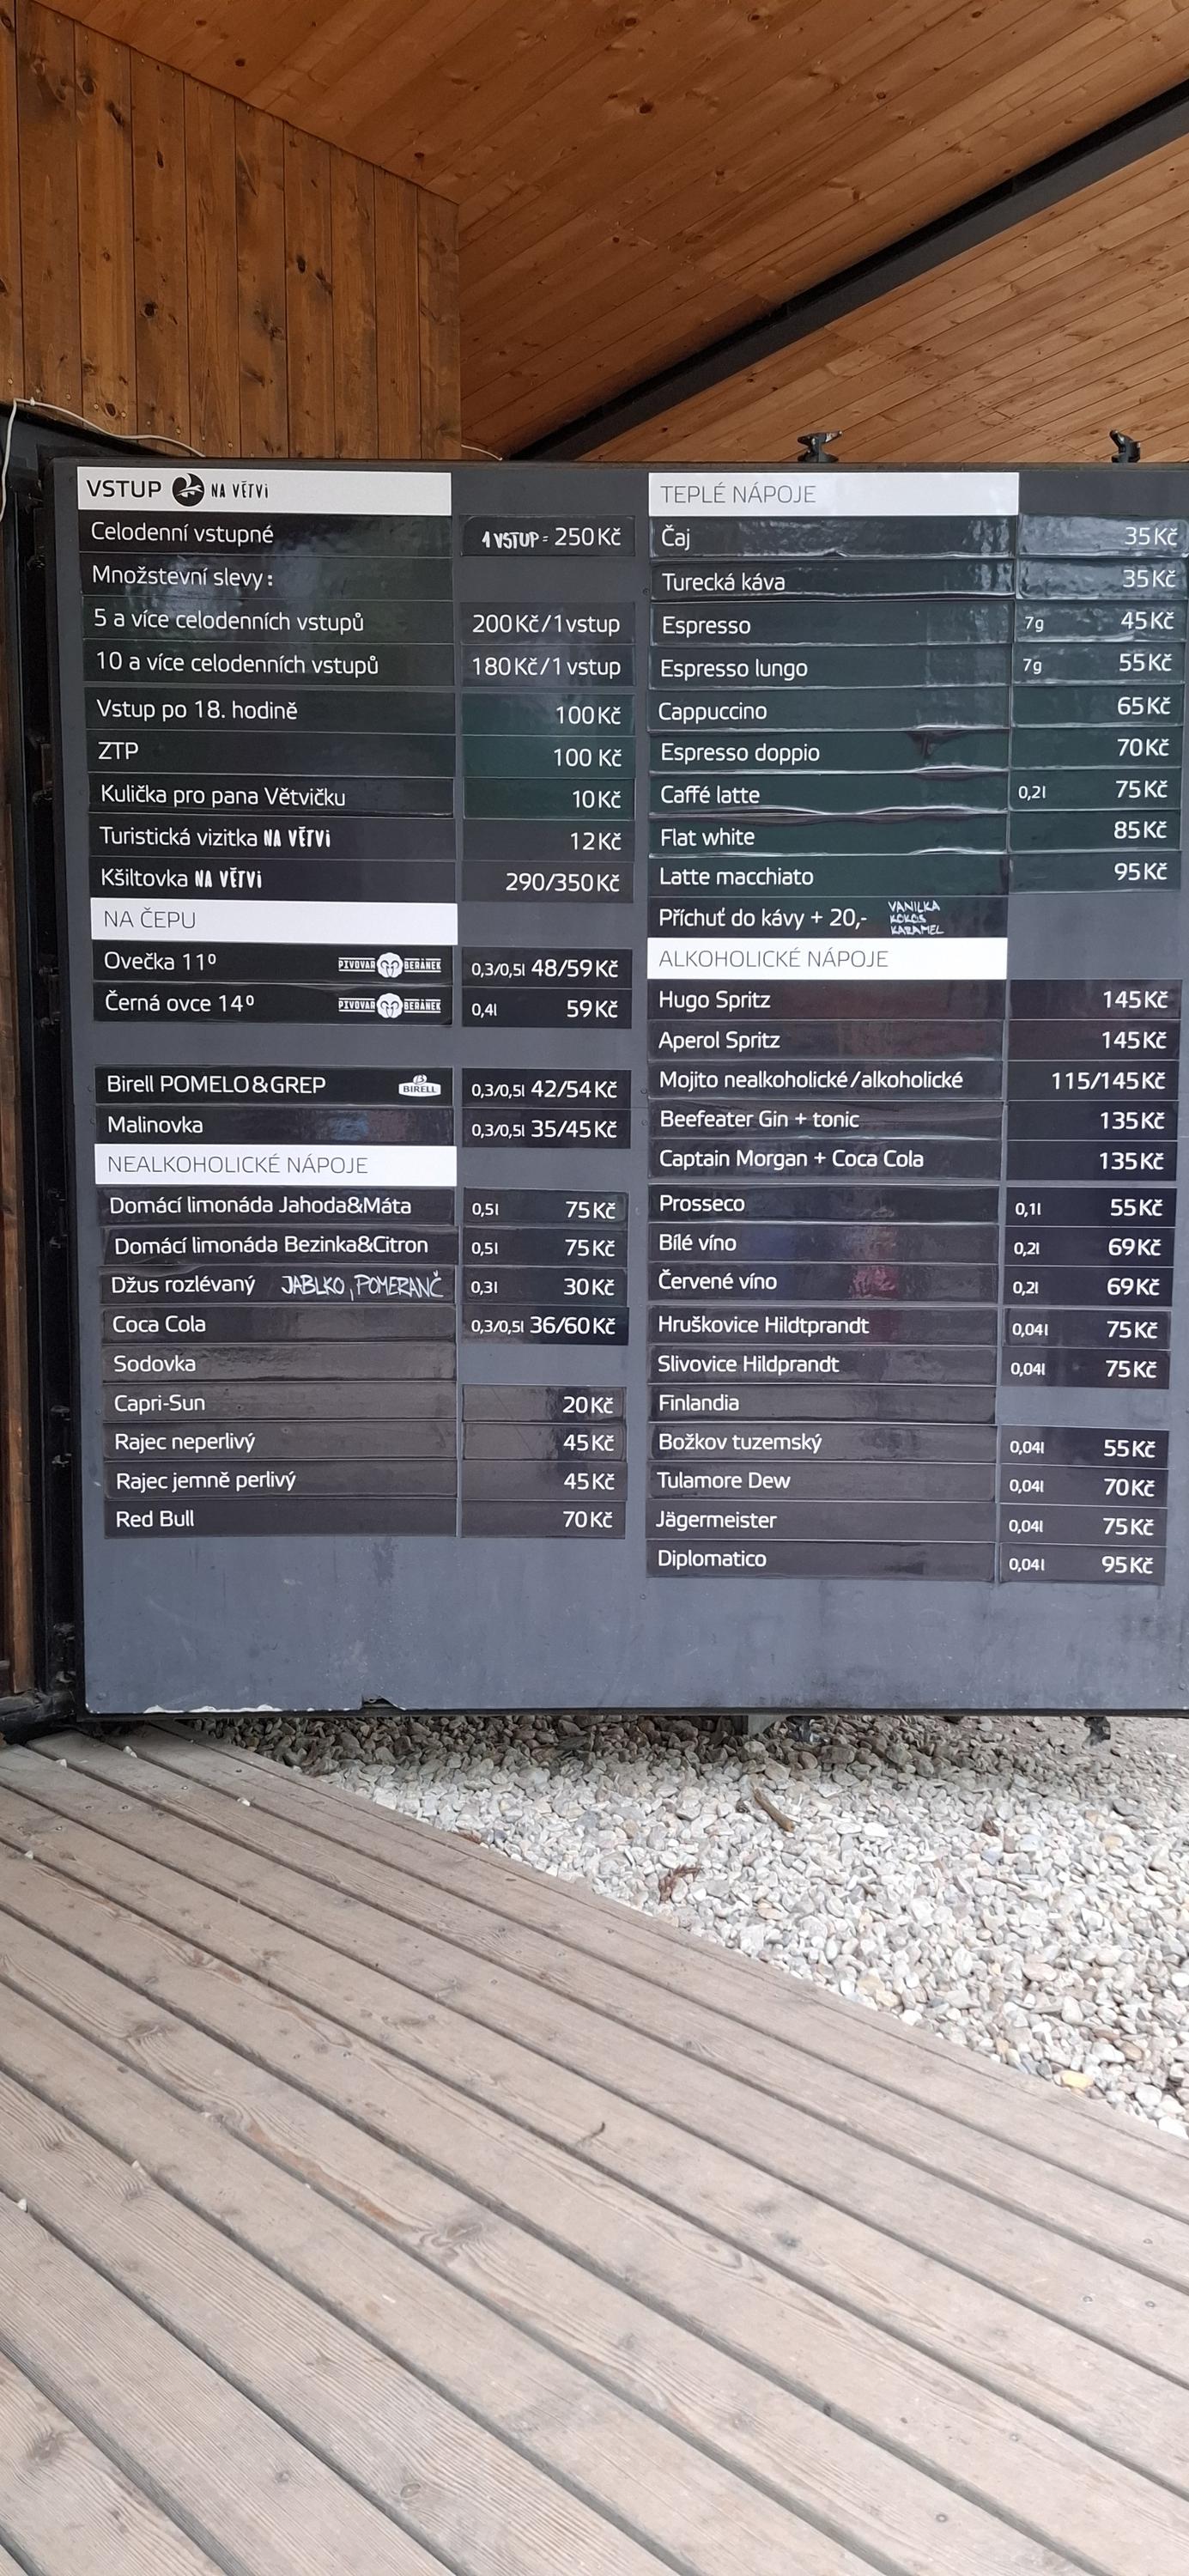 VSTUP NA VĚTVi
Celodenní vstupné 1 VSTUP = 250 Kč
Množstevní slevy:
5 a více celodenních vstupů 200 Kč/1 vstup
10 a více celodenních vstupů 180 Kč/1 vstup
Vstup po 18. hodině 100 Kč
ZTP 100 Kč
Kulička pro pana Větvičku 10 Kč
Turistická vizitka NA VĚTVi 12 Kč
Kšiltovka NA VĚTVi 290/350 Kč
NA ČEPU
Ovečka 11º PIVOVAR BERÁNEK 0,3/0,5l 48/59 Kč
Černá ovce 14º PIVOVAR BERÁNEK 0,4l 59 Kč
Birell POMELO&GREP BIRELL 0,3/0,5l 42/54 Kč
Malinovka 0,3/0,5l 35/45 Kč
NEALKOHOLICKÉ NÁPOJE
Domácí limonáda Jahoda&Máta 0,5l 75 Kč
Domácí limonáda Bezinka&Citron 0,5l 75 Kč
Džus rozlévaný JABLKO, POMERANČ 0,3l 30 Kč
Coca Cola 0,3/0,5l 36/60 Kč
Sodovka
Capri-Sun 20 Kč
Rajec neperlivý 45 Kč
Rajec jemně perlivý 45 Kč
Red Bull 70 Kč
TEPLÉ NÁPOJE
Čaj 35 Kč
Turecká káva 35 Kč
Espresso 7g 45 Kč
Espresso lungo 7g 55 Kč
Cappuccino 65 Kč
Espresso doppio 70 Kč
Caffé latte 0,2l 75 Kč
Flat white 85 Kč
Latte macchiato 95 Kč
Příchuť do kávy + 20,- VANILKA
KOKOS
KARAMEL
ALKOHOLICKÉ NÁPOJE
Hugo Spritz 145 Kč
Aperol Spritz 145 Kč
Mojito nealkoholické/alkoholické 115/145 Kč
Beefeater Gin + tonic 135 Kč
Captain Morgan + Coca Cola 135 Kč
Prosseco 0,1l 55 Kč
Bílé víno 0,2l 69 Kč
Červené víno 0,2l 69 Kč
Hruškovice Hildtprandt 0,04l 75 Kč
Slivovice Hildprandt 0,04l 75 Kč
Finlandia
Božkov tuzemský 0,04l 55 Kč
Tulamore Dew 0,04l 70 Kč
Jägermeister 0,04l 75 Kč
Diplomatico 0,04l 95 Kč